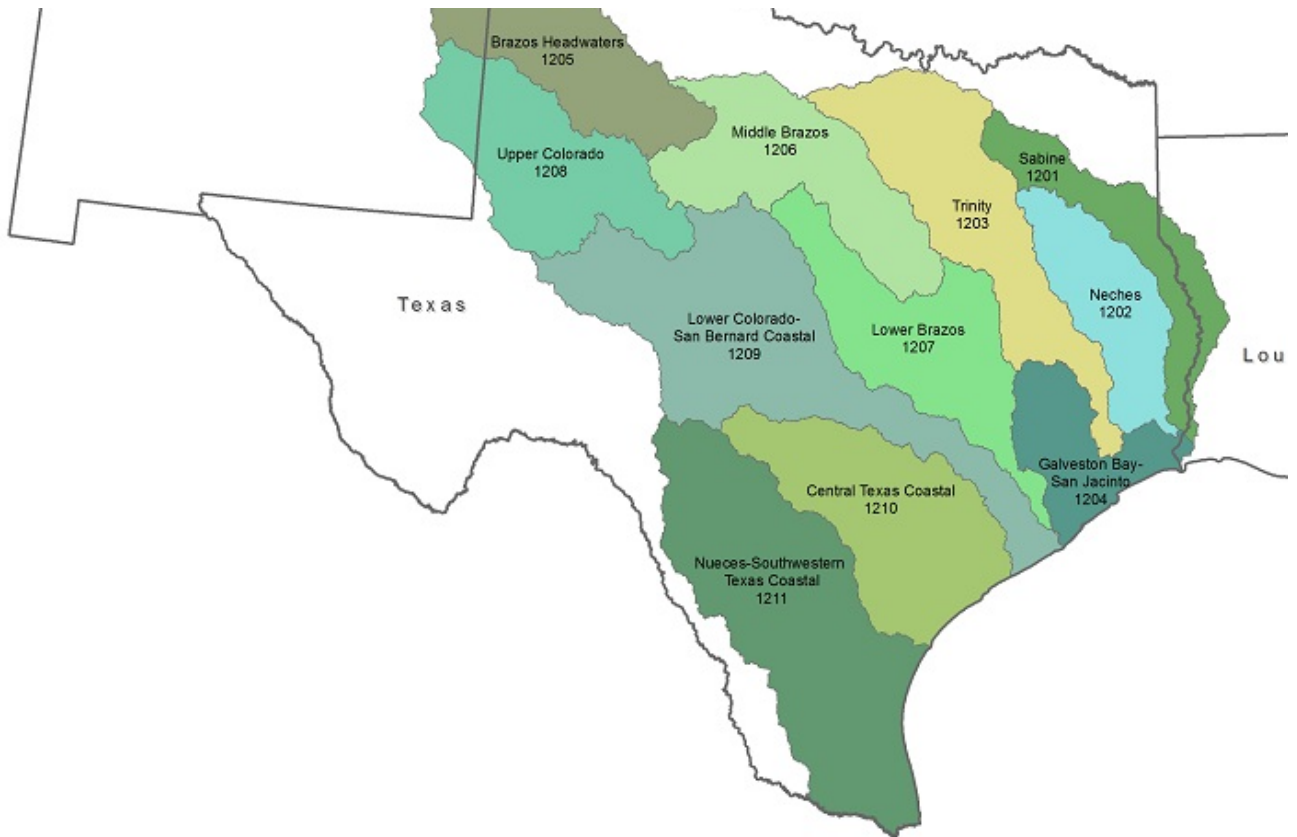 Brazos Headwaters
1205
Middle Brazos
1206
Upper Colorado
1208
Sabine
1201
Trinity
1203
Texas
Neches
1202
Lower Colorado-
San Bernard Coastal
1209
Lower Brazos
1207
Lou
Galveston Bay-
San Jacinto
1204
Central Texas Coastal
1210
Nueces-Southwestern
Texas Coastal
1211